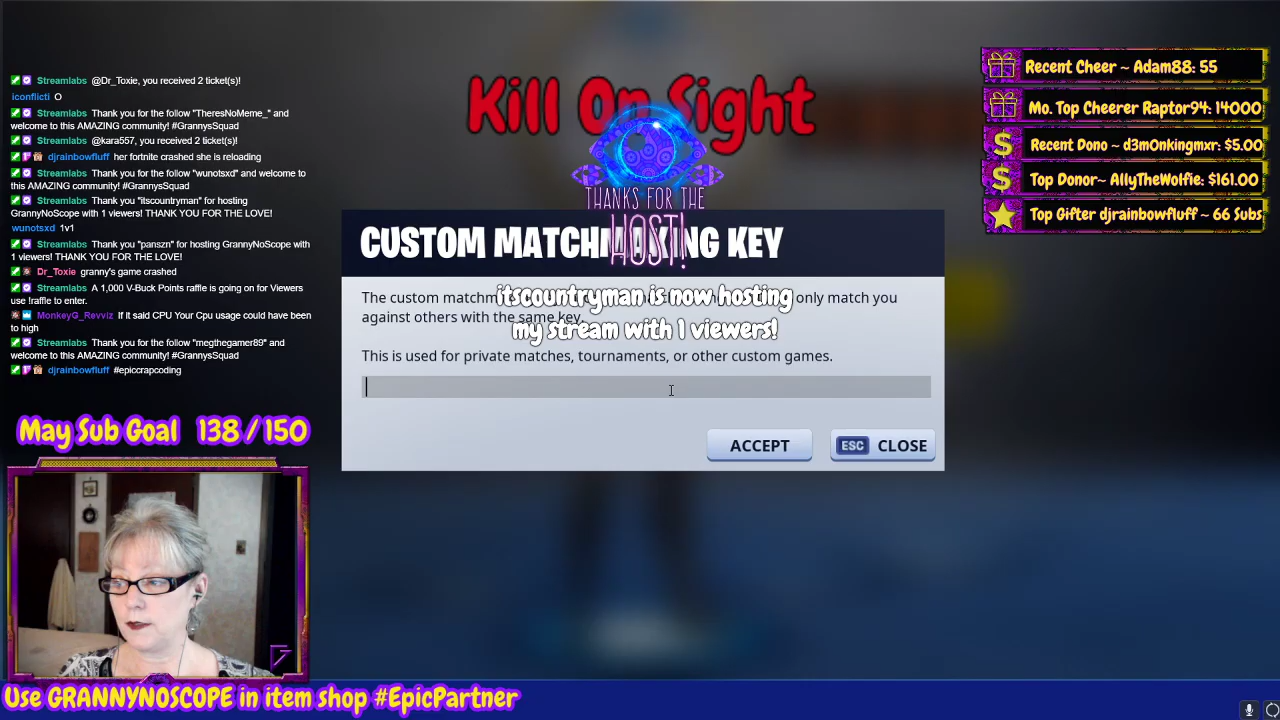 Streamlabs @Dr_Toxie, you received 2 ticket(s)!
iconflicti O
Streamlabs Thank you for the follow "TheresNoMeme_" and
welcome to this AMAZING community! #GrannysSquad
Streamlabs @kara557, you received 2 ticket(s)!
djrainbowfluff her fortnite crashed she is reloading
Streamlabs Thank you for the follow "wunotsxd" and welcome to
this AMAZING community! #GrannysSquad
Streamlabs Thank you "itscountryman" for hosting
GrannyNoScope with 1 viewers! THANK YOU FOR THE LOVE!
wunotsxd 1v1
Streamlabs Thank you "panszn" for hosting GrannyNoScope with
1 viewers! THANK YOU FOR THE LOVE!
Dr_Toxie granny's game crashed
Streamlabs A 1,000 V-Buck Points raffle is going on for Viewers
use !raffle to enter.
MonkeyG_Revviz If it said CPU Your Cpu usage could have been
to high
Streamlabs Thank you for the follow "megthegamer89" and
welcome to this AMAZING community! #GrannysSquad
djrainbowfluff #epiccrapcoding
Kill On Sight
THANKS FOR THE
HOST!
CUSTOM MATCHMAKING KEY
itscountryman is now hosting
my stream with 1 viewers!
The custom only match you
against others with the same key.
This is used for private matches, tournaments, or other custom games.
ACCEPT
ESC CLOSE
Recent Cheer ~ Adam88: 55
Mo. Top Cheerer Raptor94: 14000
Recent Dono ~ d3m0nkingmxr: $5.00
Top Donor~ AllyTheWolfie: $161.00
Top Gifter djrainbowfluff ~ 66 Subs
May Sub Goal 138/150
Use GRANNYNOSCOPE in item shop #EpicPartner